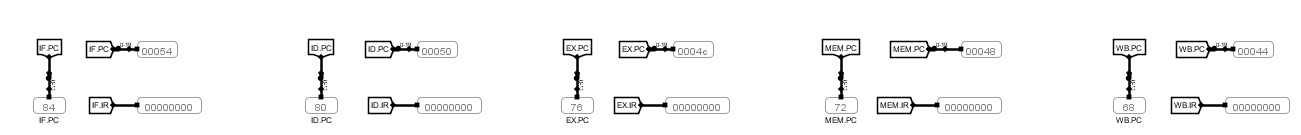 IF.PC IF.PC 00054 ID.PC ID.PC 00050 EX.PC EX.PC 0004c MEM.PC MEM.PC 00048 WB.PC WB.PC 00044
84 IF.IR 00000000 80 ID.IR 00000000 76 EX.IR 00000000 72 MEM.IR 00000000 68 WB.IR 00000000
IF.PC ID.PC EX.PC MEM.PC WB.PC